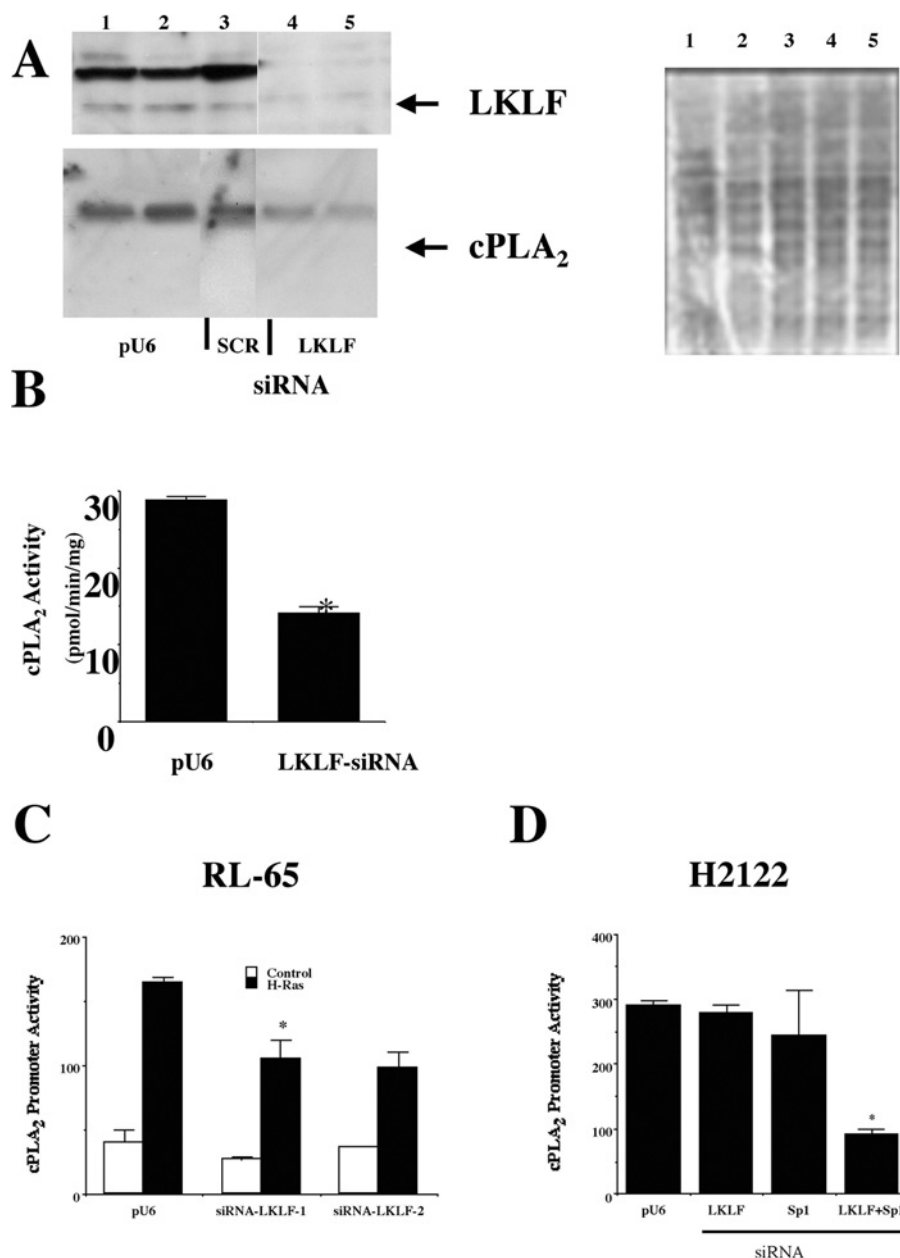 A
1 2 3 4 5
LKLF
cPLA₂
pU6 SCR LKLF
siRNA
1 2 3 4 5
B
cPLA₂ Activity
(pmol/min/mg)
30
20
10
0
pU6 LKLF-siRNA
*
C
RL-65
cPLA₂ Promoter Activity
200
100
0
Control
H-Ras
*
pU6 siRNA-LKLF-1 siRNA-LKLF-2
D
H2122
cPLA₂ Promoter Activity
400
300
200
100
0
*
pU6 LKLF Sp1 LKLF+Sp1
siRNA